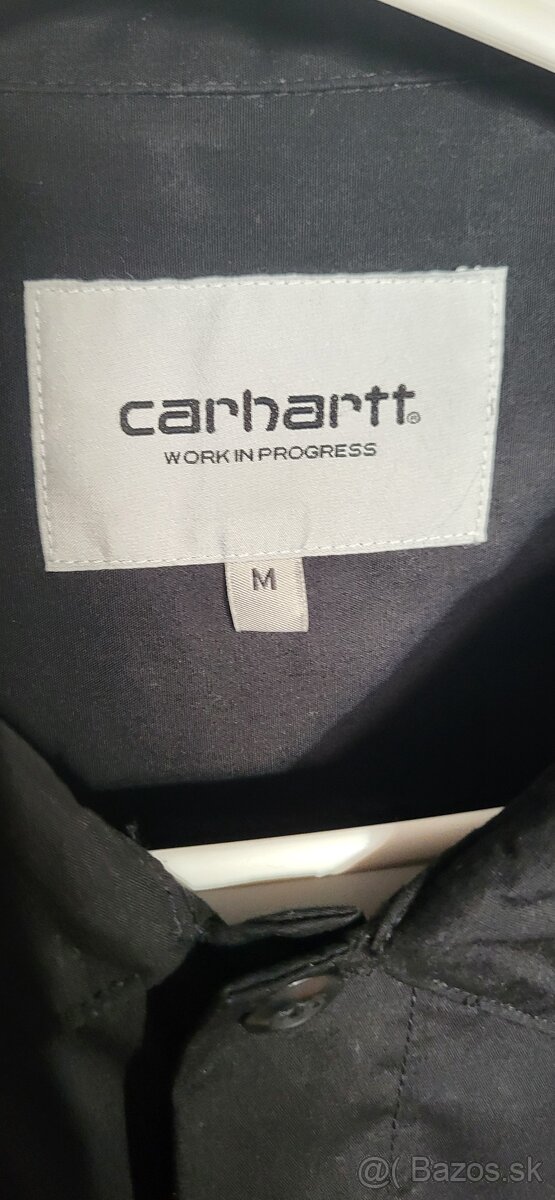 carhartt®
WORK IN PROGRESS
M
@( Bazos.sk